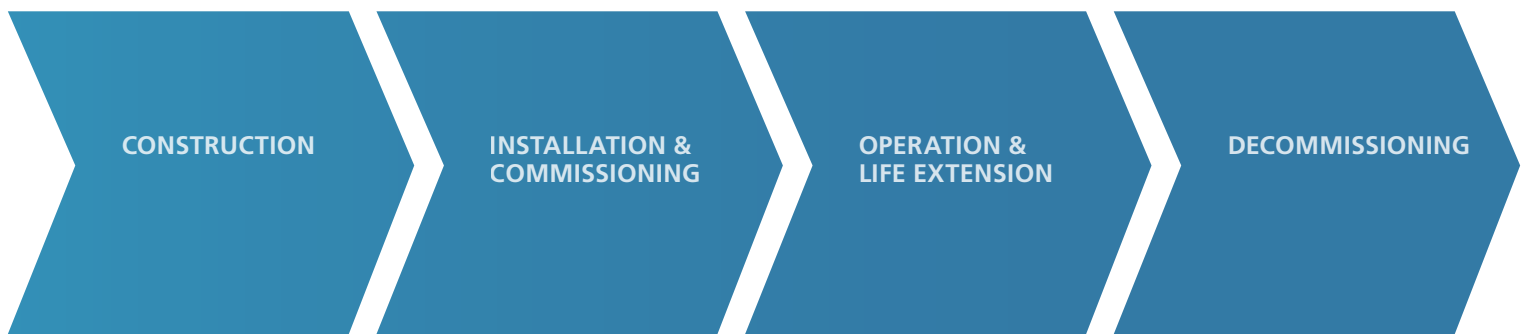 CONSTRUCTION
INSTALLATION &
COMMISSIONING
OPERATION &
LIFE EXTENSION
DECOMMISSIONING